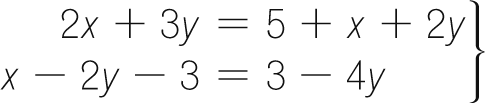 2x + 3y = 5 + x + 2y
x − 2y − 3 = 3 − 4y